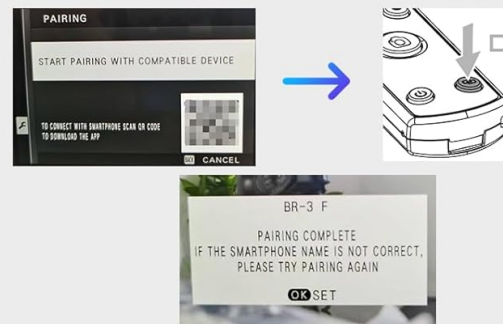 PAIRING
START PAIRING WITH COMPATIBLE DEVICE
TO CONNECT WITH SMARTPHONE SCAN QR CODE
TO DOWNLOAD THE APP
CANCEL
BR-3 F
PAIRING COMPLETE
IF THE SMARTPHONE NAME IS NOT CORRECT,
PLEASE TRY PAIRING AGAIN
OK SET